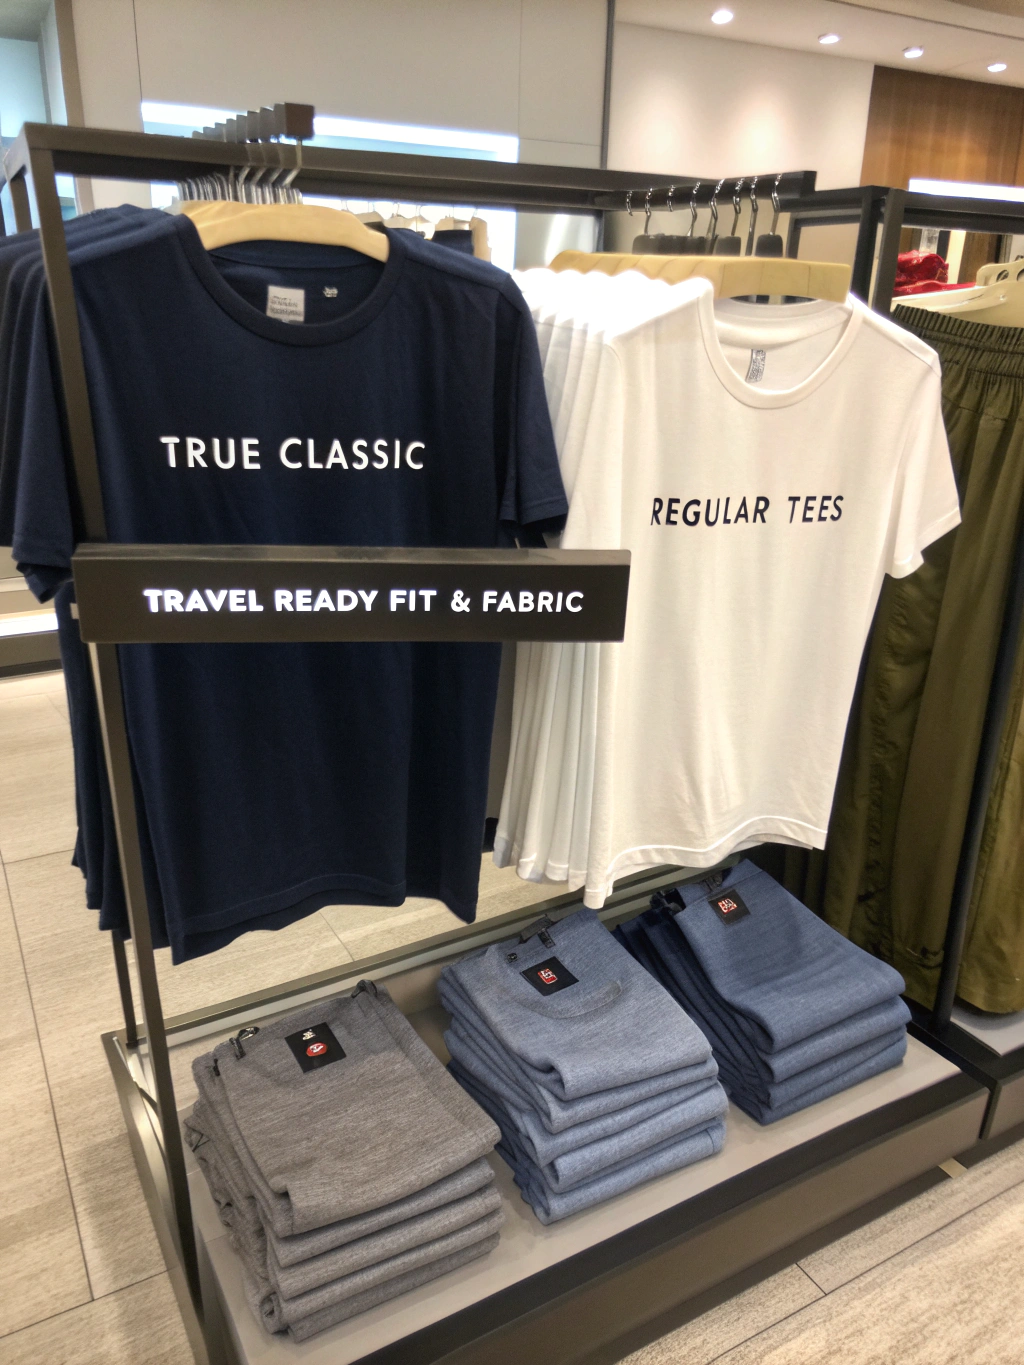 TRUE CLASSIC
REGULAR TEES
TRAVEL READY FIT & FABRIC